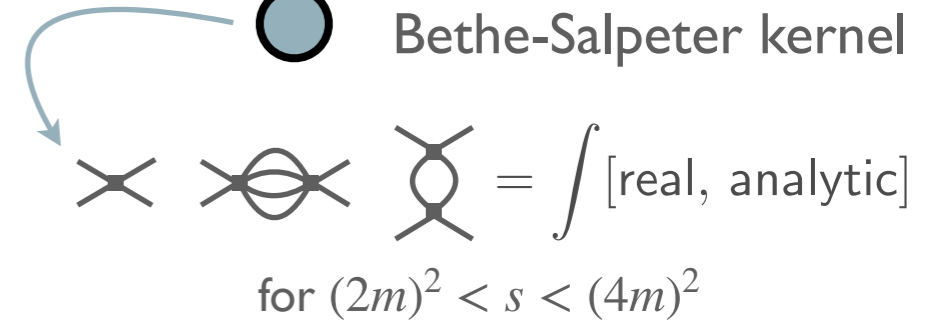 Bethe-Salpeter kernel
= ∫ [real, analytic]
for (2m)² < s < (4m)²